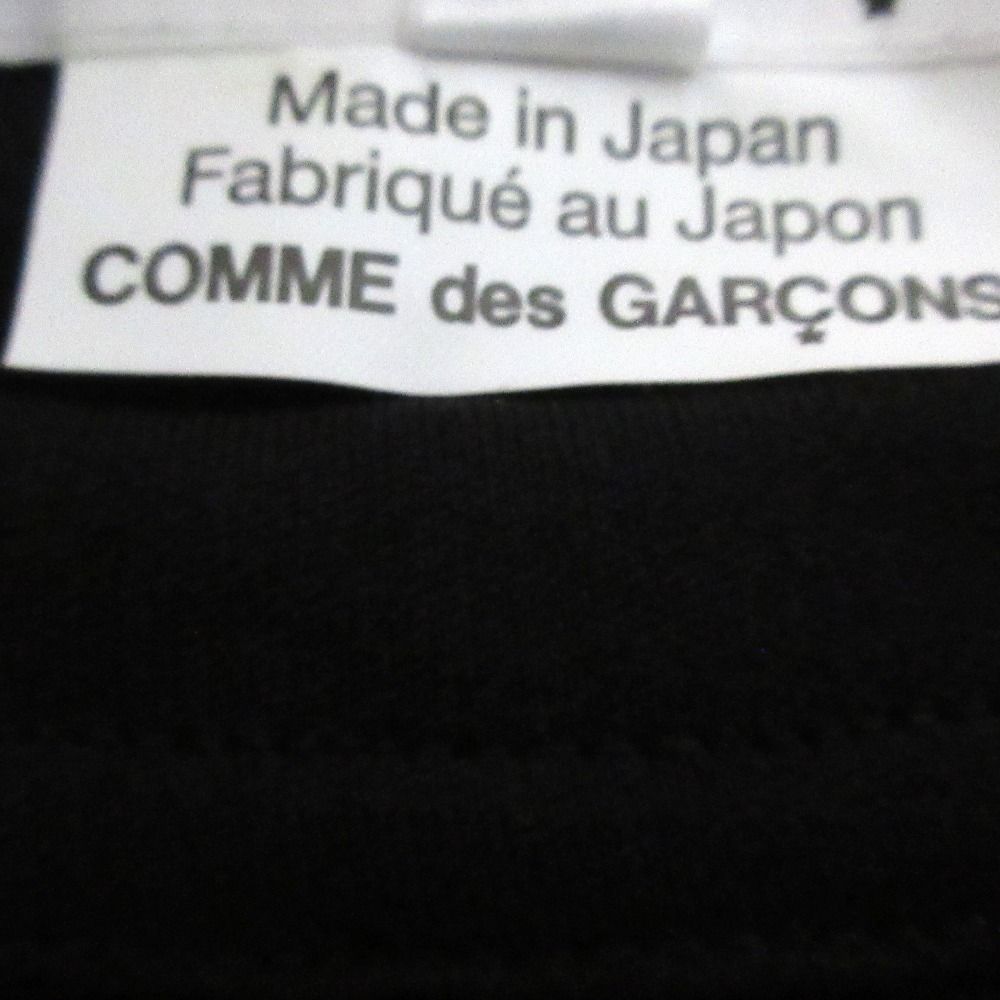 Made in Japan
Fabriqué au Japon
COMME des GARÇONS